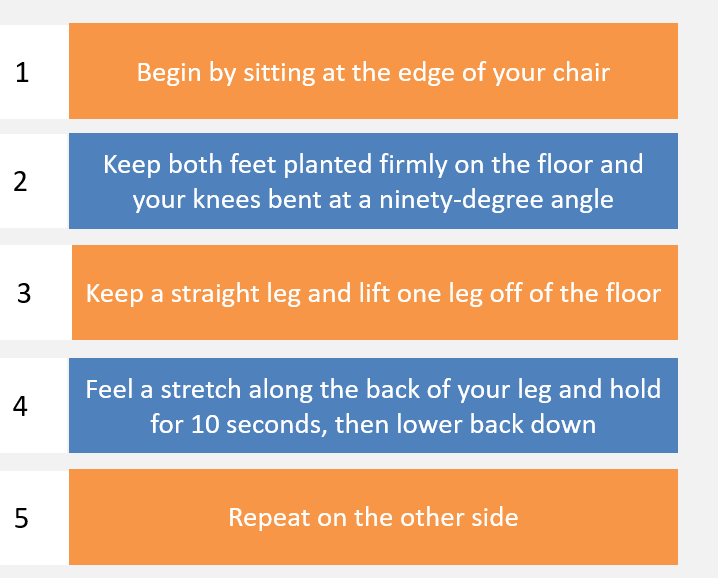 1
Begin by sitting at the edge of your chair
2
Keep both feet planted firmly on the floor and
your knees bent at a ninety-degree angle
3
Keep a straight leg and lift one leg off of the floor
4
Feel a stretch along the back of your leg and hold
for 10 seconds, then lower back down
5
Repeat on the other side